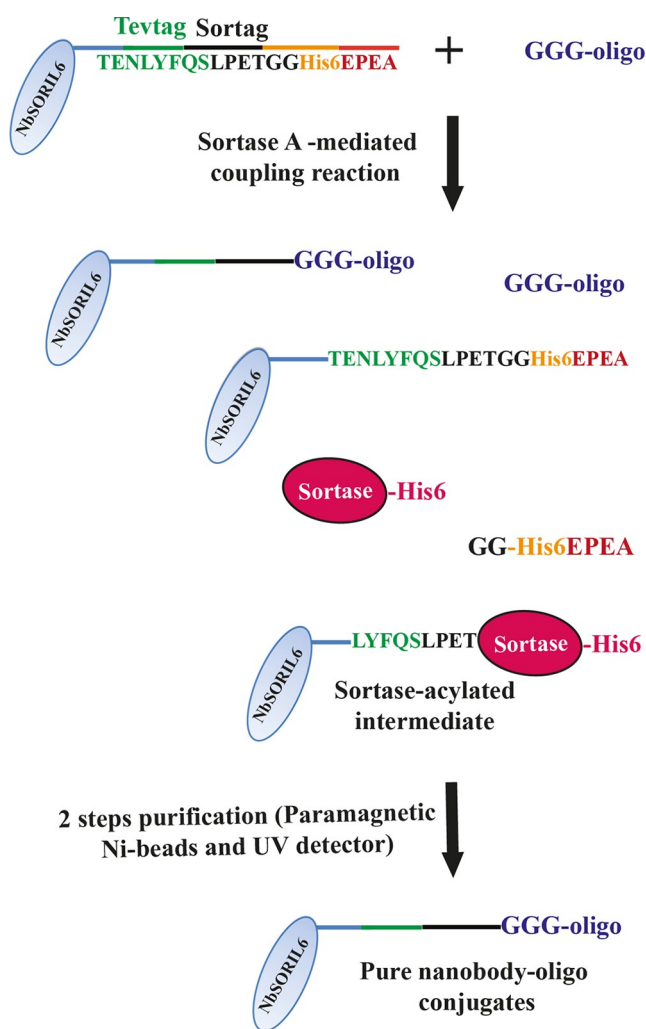 Tevtag Sortag
TENLYFQSLPETGGHis6EPEA
NbSORIL6
+
GGG-oligo
Sortase A -mediated
coupling reaction
NbSORIL6
GGG-oligo
GGG-oligo
NbSORIL6
TENLYFQSLPETGGHis6EPEA
Sortase-His6
GG-His6EPEA
NbSORIL6
LYFQSLPETSortase-His6
Sortase-acylated
intermediate
2 steps purification (Paramagnetic
Ni-beads and UV detector)
NbSORIL6
GGG-oligo
Pure nanobody-oligo
conjugates